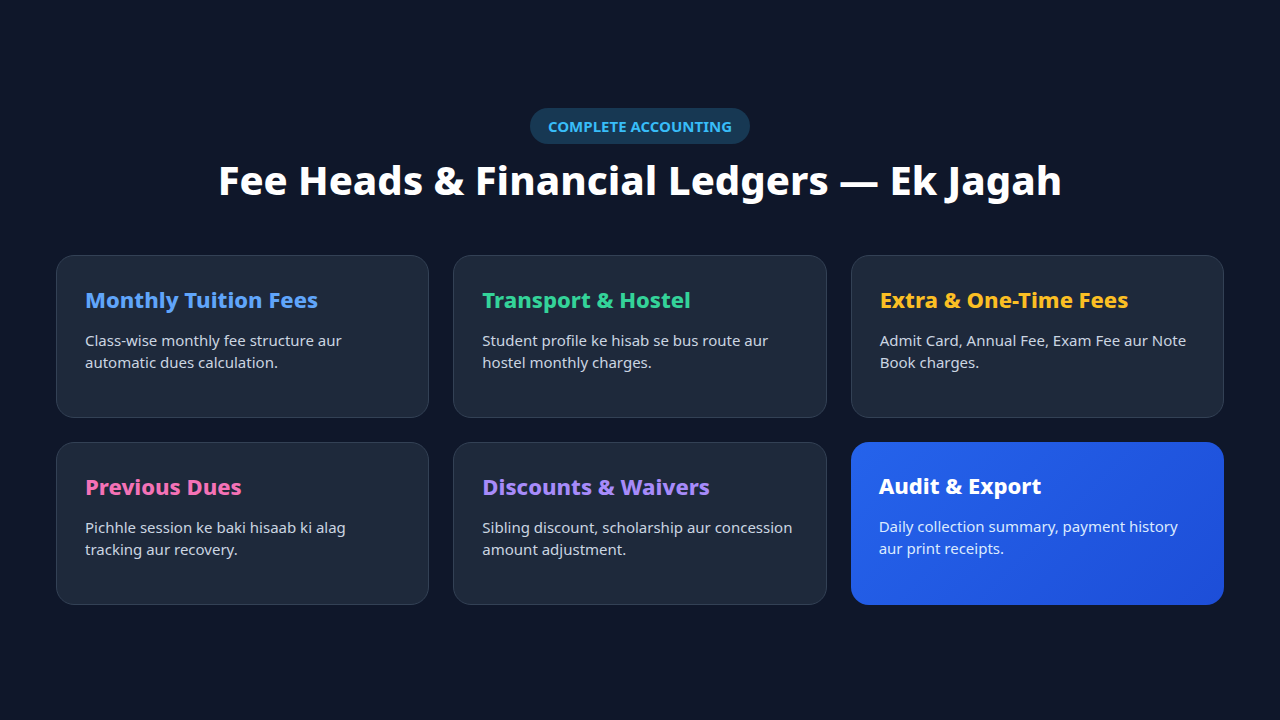 COMPLETE ACCOUNTING
Fee Heads & Financial Ledgers — Ek Jagah
Monthly Tuition Fees
Class-wise monthly fee structure aur
automatic dues calculation.
Transport & Hostel
Student profile ke hisab se bus route aur
hostel monthly charges.
Extra & One-Time Fees
Admit Card, Annual Fee, Exam Fee aur Note
Book charges.
Previous Dues
Pichhle session ke baki hisaab ki alag
tracking aur recovery.
Discounts & Waivers
Sibling discount, scholarship aur concession
amount adjustment.
Audit & Export
Daily collection summary, payment history
aur print receipts.